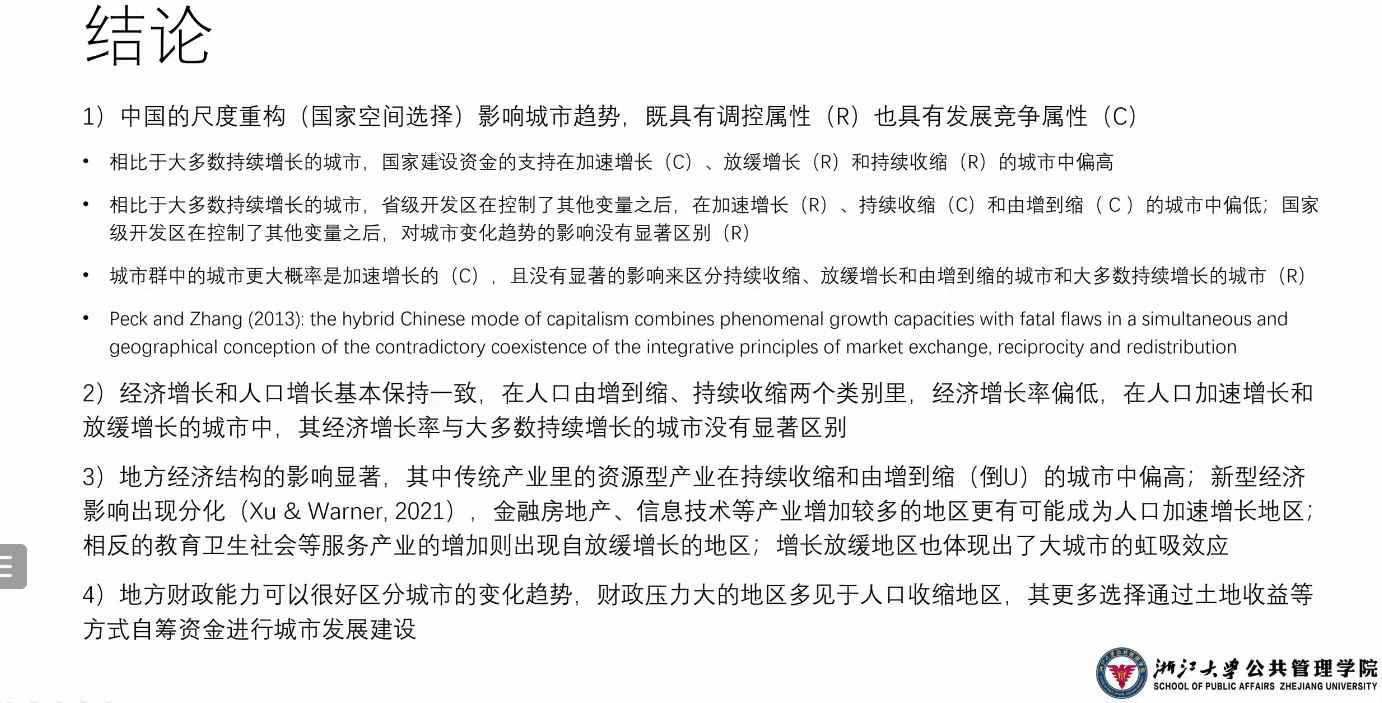 结论
1）中国的尺度重构（国家空间选择）影响城市趋势，既具有调控属性（R）也具有发展竞争属性（C）
• 相比于大多数持续增长的城市，国家建设资金的支持在加速增长（C）、放缓增长（R）和持续收缩（R）的城市中偏高
• 相比于大多数持续增长的城市，省级开发区在控制了其他变量之后，在加速增长（R）、持续收缩（C）和由增到缩（ C ）的城市中偏低；国家
级开发区在控制了其他变量之后，对城市变化趋势的影响没有显著区别（R）
• 城市群中的城市更大概率是加速增长的（C），且没有显著的影响来区分持续收缩、放缓增长和由增到缩的城市和大多数持续增长的城市（R）
• Peck and Zhang (2013): the hybrid Chinese mode of capitalism combines phenomenal growth capacities with fatal flaws in a simultaneous and
geographical conception of the contradictory coexistence of the integrative principles of market exchange, reciprocity and redistribution
2）经济增长和人口增长基本保持一致，在人口由增到缩、持续收缩两个类别里，经济增长率偏低，在人口加速增长和
放缓增长的城市中，其经济增长率与大多数持续增长的城市没有显著区别
3）地方经济结构的影响显著，其中传统产业里的资源型产业在持续收缩和由增到缩（倒U）的城市中偏高；新型经济
影响出现分化（Xu & Warner, 2021），金融房地产、信息技术等产业增加较多的地区更有可能成为人口加速增长地区；
相反的教育卫生社会等服务产业的增加则出现自放缓增长的地区；增长放缓地区也体现出了大城市的虹吸效应
4）地方财政能力可以很好区分城市的变化趋势，财政压力大的地区多见于人口收缩地区，其更多选择通过土地收益等
方式自筹资金进行城市发展建设
浙江大学公共管理学院
SCHOOL OF PUBLIC AFFAIRS ZHEJIANG UNIVERSITY